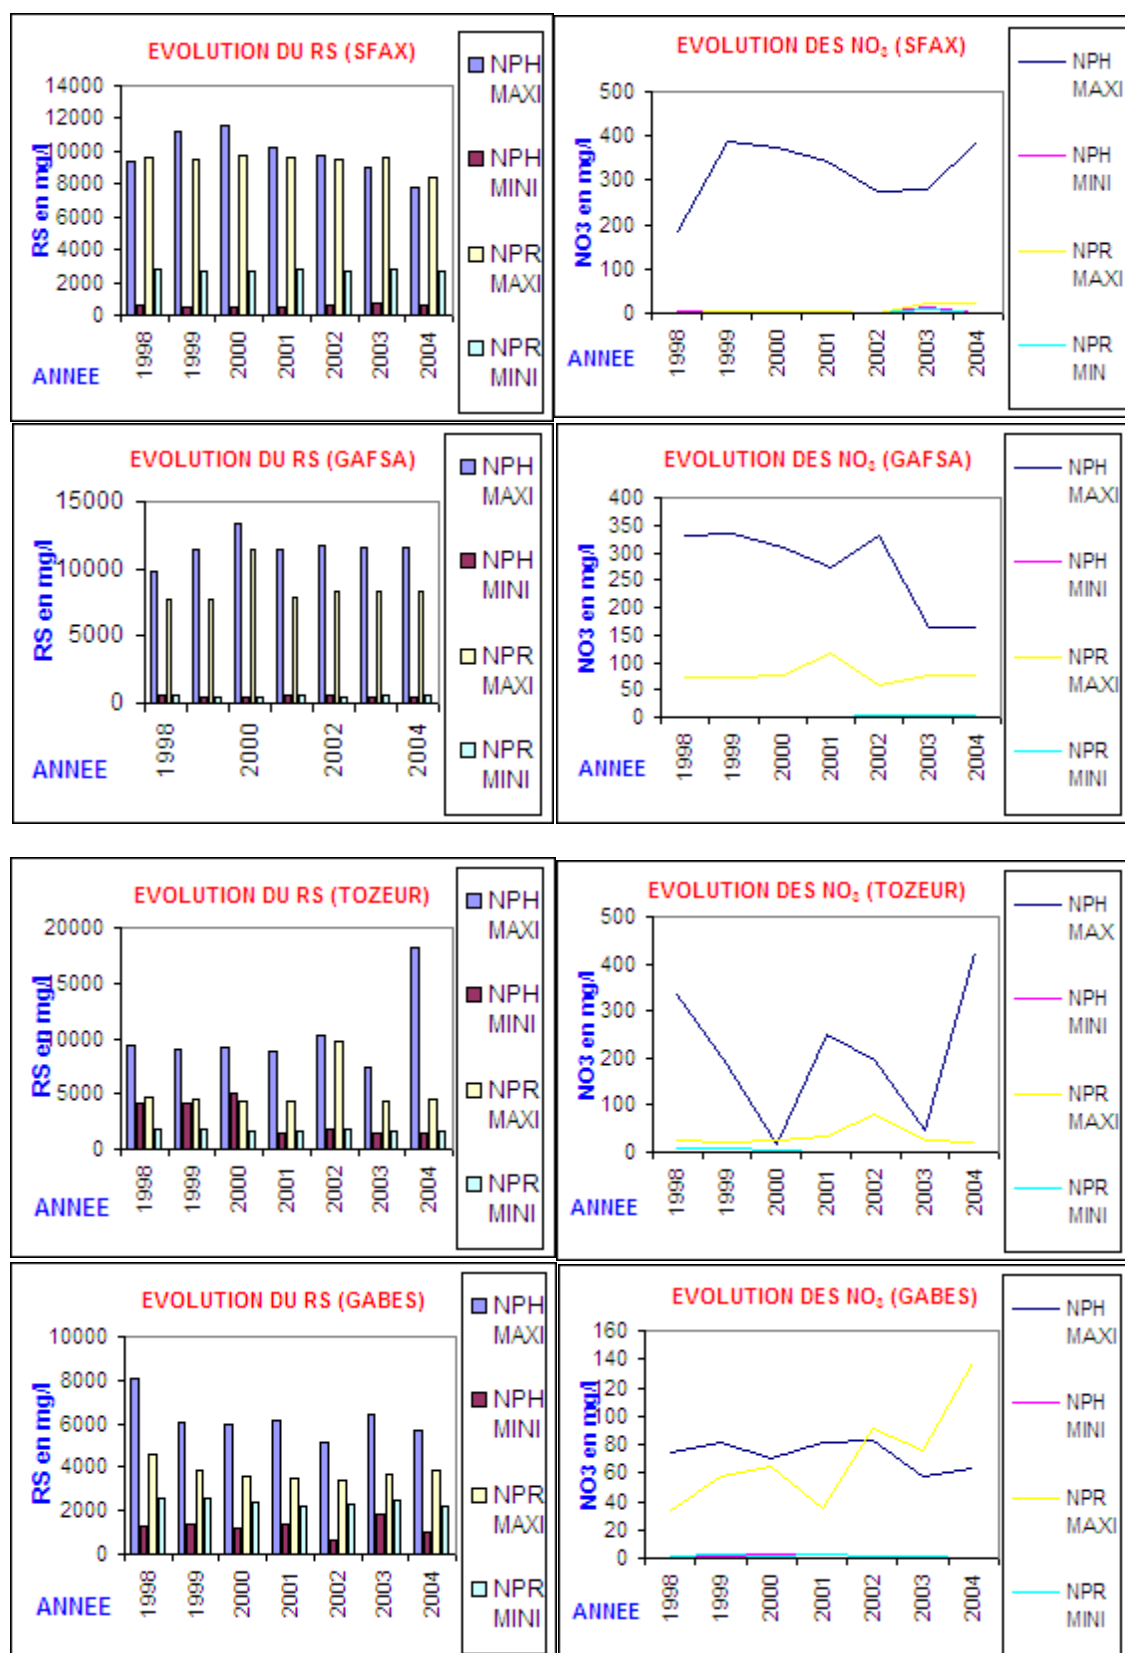 EVOLUTION DU RS (SFAX)
RS en mg/l
14000
12000
10000
8000
6000
4000
2000
0
1998
1999
2000
2001
2002
2003
2004
ANNEE
NPH
MAXI
NPH
MINI
NPR
MAXI
NPR
MINI
EVOLUTION DES NO₃ (SFAX)
NO3 en mg/l
500
400
300
200
100
0
1998
1999
2000
2001
2002
2003
2004
ANNEE
NPH
MAXI
NPH
MINI
NPR
MAXI
NPR
MIN
EVOLUTION DU RS (GAFSA)
RS en mg/l
15000
10000
5000
0
1998
2000
2002
2004
ANNEE
NPH
MAXI
NPH
MINI
NPR
MAXI
NPR
MINI
EVOLUTION DES NO₃ (GAFSA)
NO3 en mg/l
400
350
300
250
200
150
100
50
0
1998
1999
2000
2001
2002
2003
2004
ANNEE
NPH
MAXI
NPH
MINI
NPR
MAXI
NPR
MINI
EVOLUTION DU RS (TOZEUR)
RS en mg/l
20000
15000
10000
5000
0
1998
1999
2000
2001
2002
2003
2004
ANNEE
NPH
MAXI
NPH
MINI
NPR
MAXI
NPR
MINI
EVOLUTION DES NO₃ (TOZEUR)
NO3 en mg/l
500
400
300
200
100
0
1998
1999
2000
2001
2002
2003
2004
ANNEE
NPH
MAX
NPH
MINI
NPR
MAXI
NPR
MINI
EVOLUTION DU RS (GABES)
RS en mg/l
10000
8000
6000
4000
2000
0
1998
1999
2000
2001
2002
2003
2004
ANNEE
NPH
MAXI
NPH
MINI
NPR
MAXI
NPR
MINI
EVOLUTION DES NO₃ (GABES)
NO3 en mg/l
160
140
120
100
80
60
40
20
0
1998
1999
2000
2001
2002
2003
2004
ANNEE
NPH
MAXI
NPH
MINI
NPR
MAXI
NPR
MINI